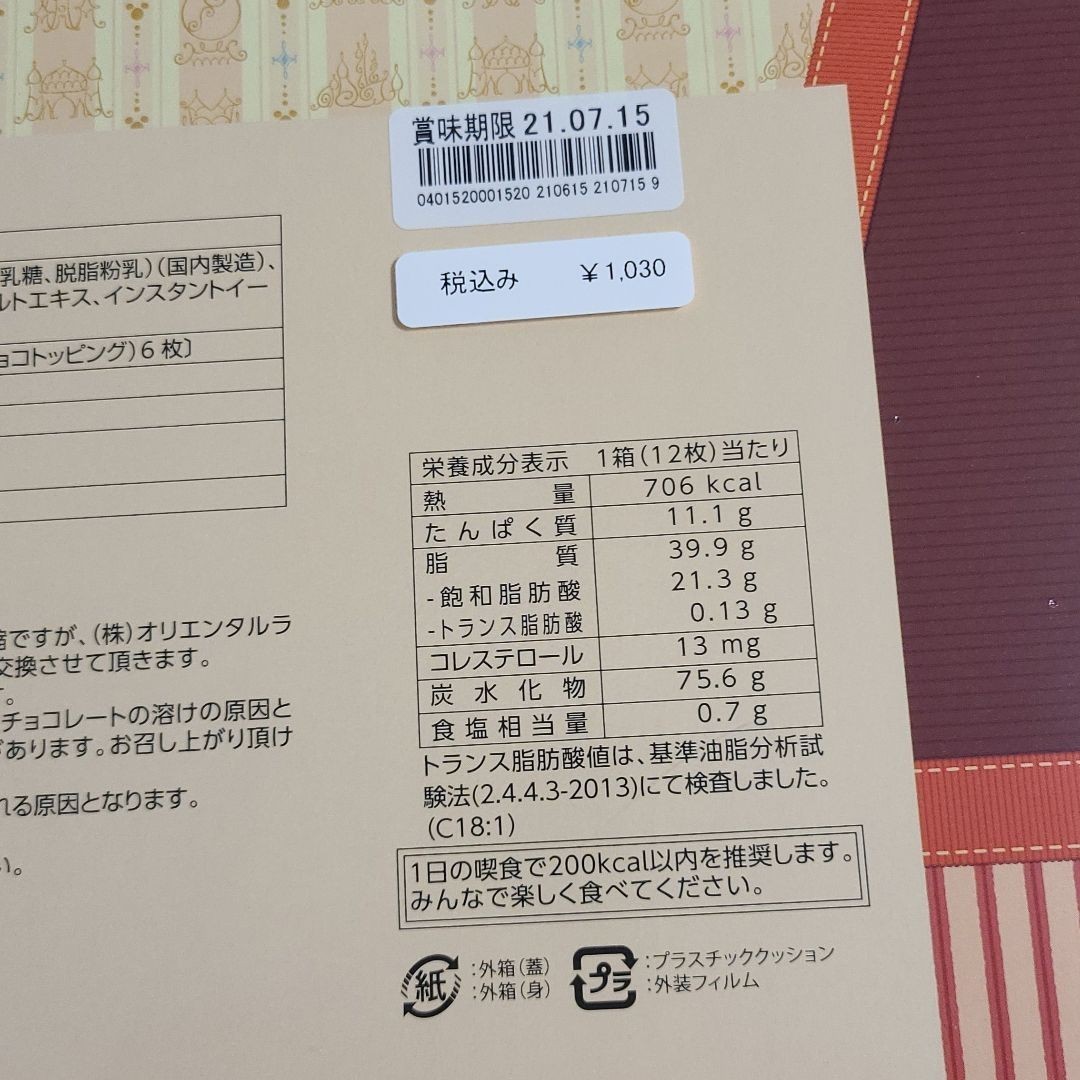 賞味期限 21.07.15
0401520001520 210615 210715 9
税込み ¥1,030
乳糖、脱脂粉乳)(国内製造)、
ルトエキス、インスタントイー
コトッピング)6枚〕
栄養成分表示 1箱(12枚)当たり
熱量 706 kcal
たんぱく質 11.1 g
脂質 39.9 g
-飽和脂肪酸 21.3 g
-トランス脂肪酸 0.13 g
コレステロール 13 mg
炭水化物 75.6 g
食塩相当量 0.7 g
トランス脂肪酸値は、基準油脂分析試
験法(2.4.4.3-2013)にて検査しました。
(C18:1)
ですが、(株)オリエンタルラ
交換させて頂きます。
す。
チョコレートの溶けの原因と
があります。お召し上がり頂け
れる原因となります。
い。
1日の喫食で200kcal以内を推奨します。
みんなで楽しく食べてください。
紙 :外箱(蓋)
:外箱(身)
プラ :プラスチッククッション
:外装フィルム